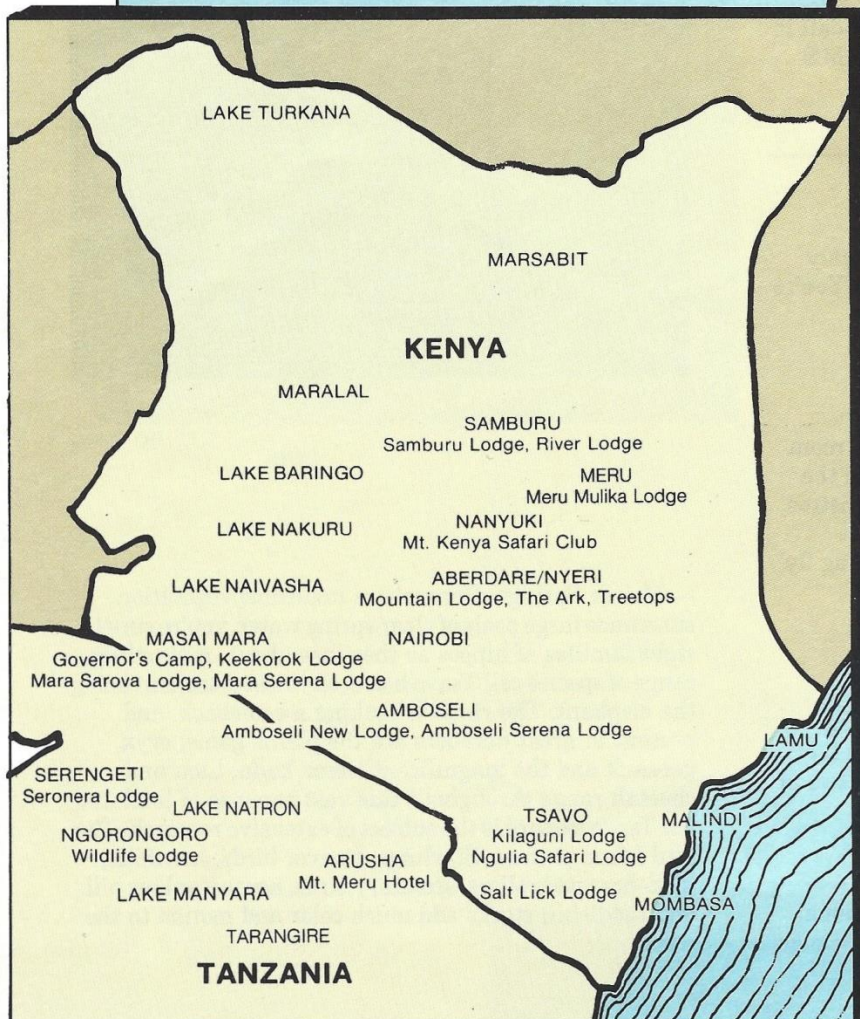 LAKE TURKANA
MARSABIT
KENYA
MARALAL
SAMBURU
Samburu Lodge, River Lodge
LAKE BARINGO
MERU
Meru Mulika Lodge
LAKE NAKURU
NANYUKI
Mt. Kenya Safari Club
LAKE NAIVASHA
ABERDARE/NYERI
Mountain Lodge, The Ark, Treetops
MASAI MARA
Governor's Camp, Keekorok Lodge
Mara Sarova Lodge, Mara Serena Lodge
NAIROBI
AMBOSELI
Amboseli New Lodge, Amboseli Serena Lodge
LAMU
SERENGETI
Seronera Lodge
LAKE NATRON
NGORONGORO
Wildlife Lodge
TSAVO
Kilaguni Lodge
Ngulia Safari Lodge
Salt Lick Lodge
MALINDI
ARUSHA
Mt. Meru Hotel
LAKE MANYARA
MOMBASA
TARANGIRE
TANZANIA